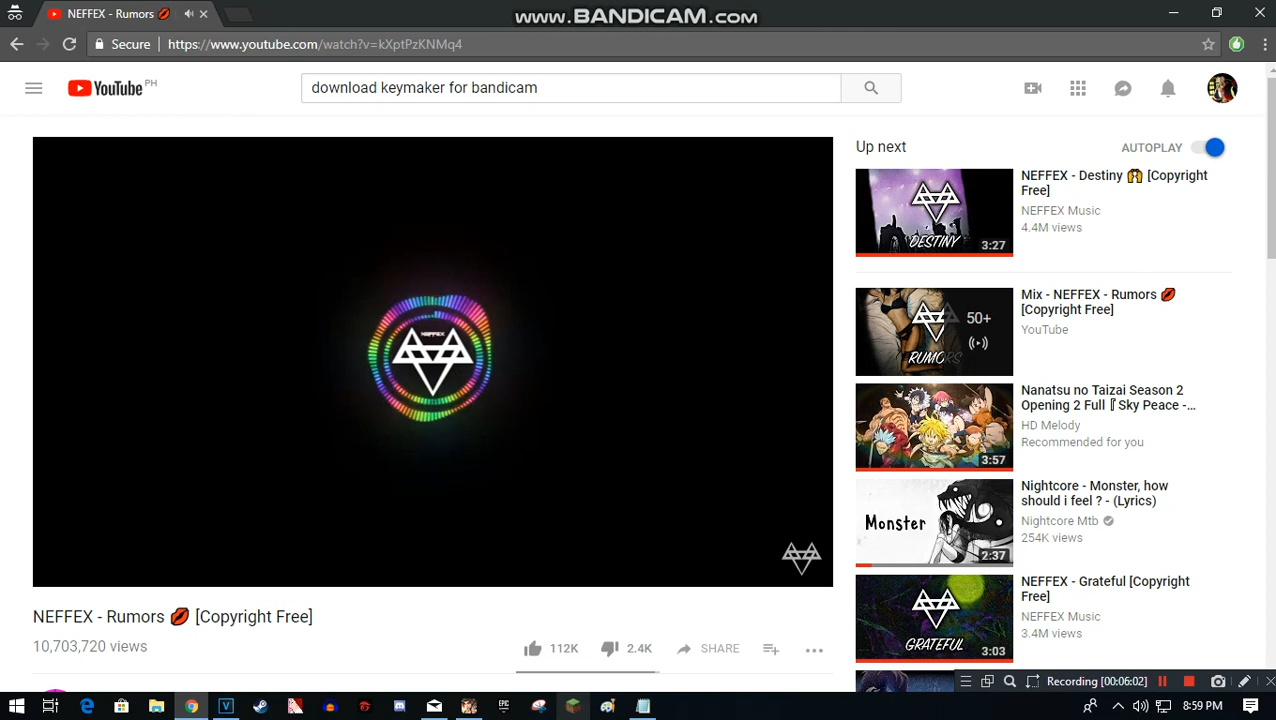 www.BANDICAM.com
NEFFEX - Rumors 💋
Secure
https://www.youtube.com/watch?v=kXptPzKNMq4
YouTube PH
download keymaker for bandicam
Up next
AUTOPLAY
NEFFEX - Destiny 🙌 [Copyright
Free]
NEFFEX Music
4.4M views
DESTINY
3:27
Mix - NEFFEX - Rumors 💋
[Copyright Free]
YouTube
50+
RUMORS
Nanatsu no Taizai Season 2
Opening 2 Full『Sky Peace -...
HD Melody
Recommended for you
3:57
Nightcore - Monster, how
should i feel ? - (Lyrics)
Nightcore Mtb
254K views
Monster
2:37
NEFFEX - Grateful [Copyright
Free]
NEFFEX Music
3.4M views
GRATEFUL
3:03
NEFFEX
NEFFEX - Rumors 💋 [Copyright Free]
10,703,720 views
112K
2.4K
SHARE
Recording [00:06:02]
EPIC
8:59 PM